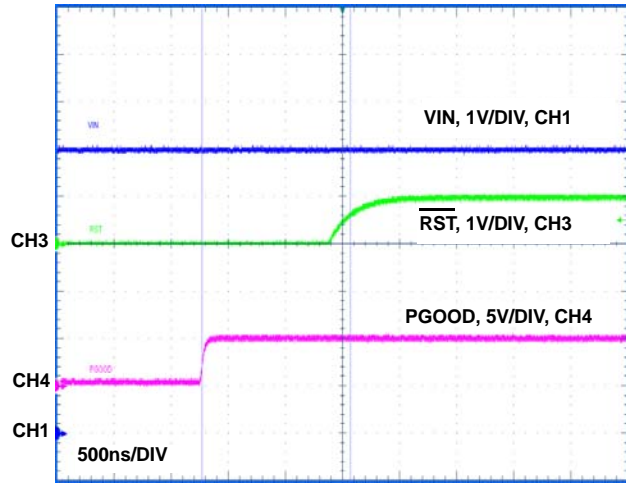 VIN, 1V/DIV, CH1
VIN
CH3
RST
RST, 1V/DIV, CH3
PGOOD, 5V/DIV, CH4
PGOOD
CH4
CH1
500ns/DIV